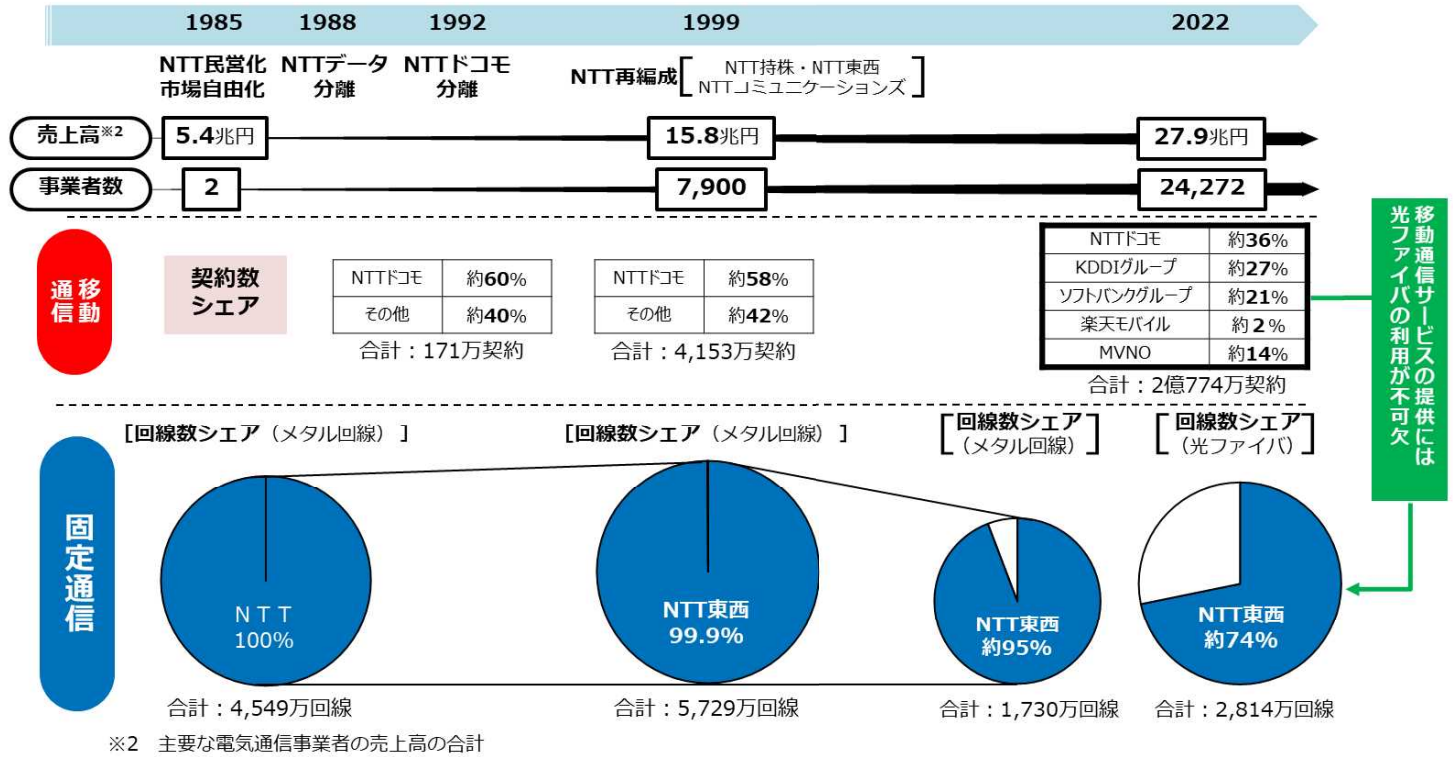 1985 1988 1992 1999 2022
NTT民営化
市場自由化
NTTデータ
分離
NTTドコモ
分離
NTT再編成
NTT持株・NTT東西
NTTコミュニケーションズ
売上高※2 5.4兆円 15.8兆円 27.9兆円
事業者数 2 7,900 24,272
移動
通信
契約数
シェア
NTTドコモ 約60%
その他 約40%
合計：171万契約
NTTドコモ 約58%
その他 約42%
合計：4,153万契約
NTTドコモ 約36%
KDDIグループ 約27%
ソフトバンクグループ 約21%
楽天モバイル 約2%
MVNO 約14%
合計：2億774万契約
移動通信サービスの提供には
光ファイバの利用が不可欠
固定通信
[回線数シェア（メタル回線）]
NTT
100%
合計：4,549万回線
[回線数シェア（メタル回線）]
NTT東西
99.9%
合計：5,729万回線
回線数シェア
（メタル回線）
NTT東西
約95%
合計：1,730万回線
回線数シェア
（光ファイバ）
NTT東西
約74%
合計：2,814万回線
※2 主要な電気通信事業者の売上高の合計